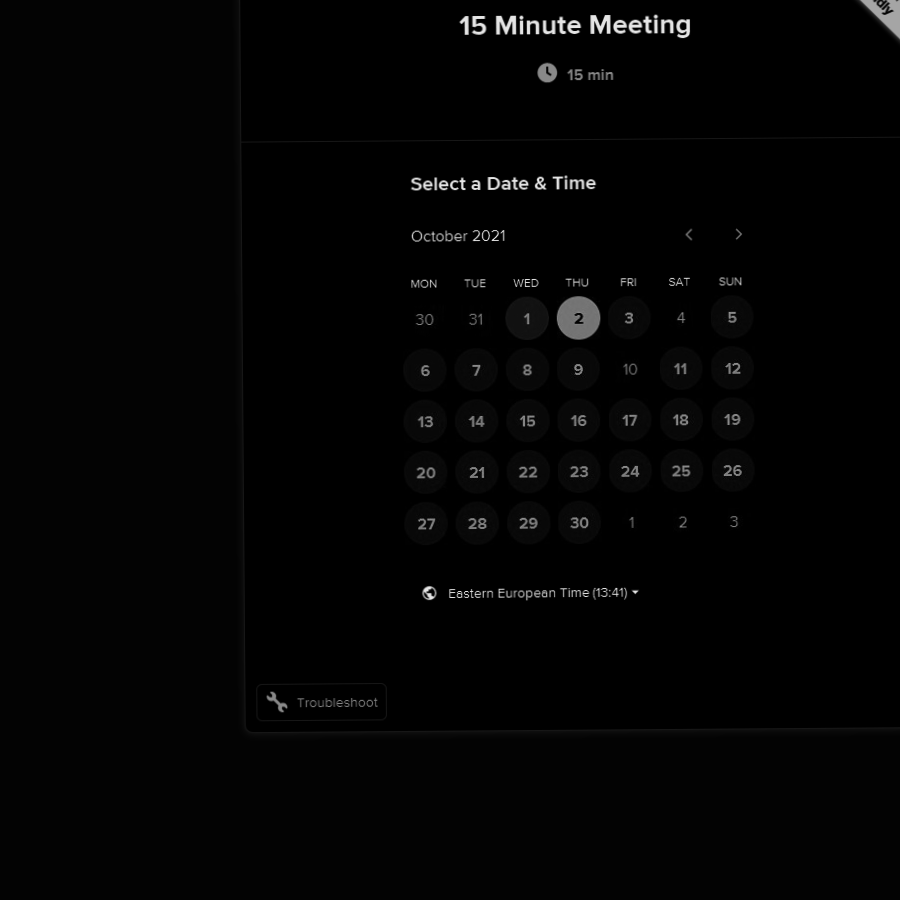 15 Minute Meeting
15 min
Select a Date & Time
October 2021
MON TUE WED THU FRI SAT SUN
30 31 1 2 3 4 5
6 7 8 9 10 11 12
13 14 15 16 17 18 19
20 21 22 23 24 25 26
27 28 29 30 1 2 3
Eastern European Time (13:41)
Troubleshoot